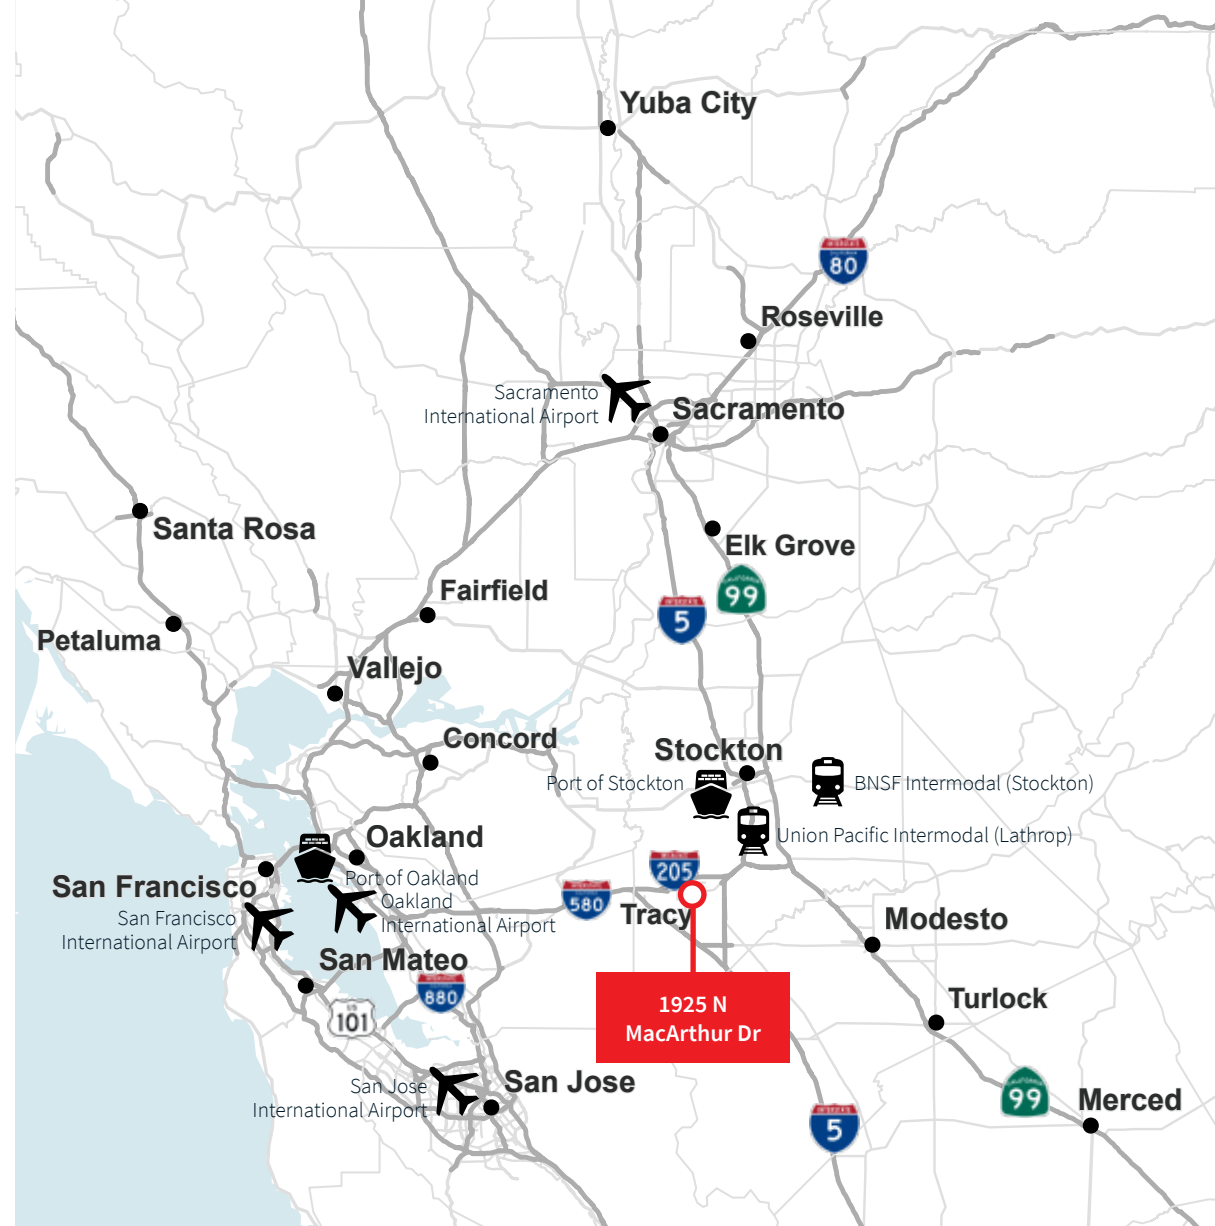 Yuba City
80
Roseville
Sacramento
International Airport
Sacramento
Santa Rosa
Elk Grove
CALIFORNIA
99
Fairfield
5
Petaluma
Vallejo
Concord
Stockton
Port of Stockton
BNSF Intermodal (Stockton)
Union Pacific Intermodal (Lathrop)
Oakland
Port of Oakland
205
San Francisco
580
Oakland
International Airport
Tracy
San Francisco
International Airport
Modesto
San Mateo
880
US
101
1925 N
MacArthur Dr
Turlock
San Jose
San Jose
International Airport
CALIFORNIA
99
Merced
5